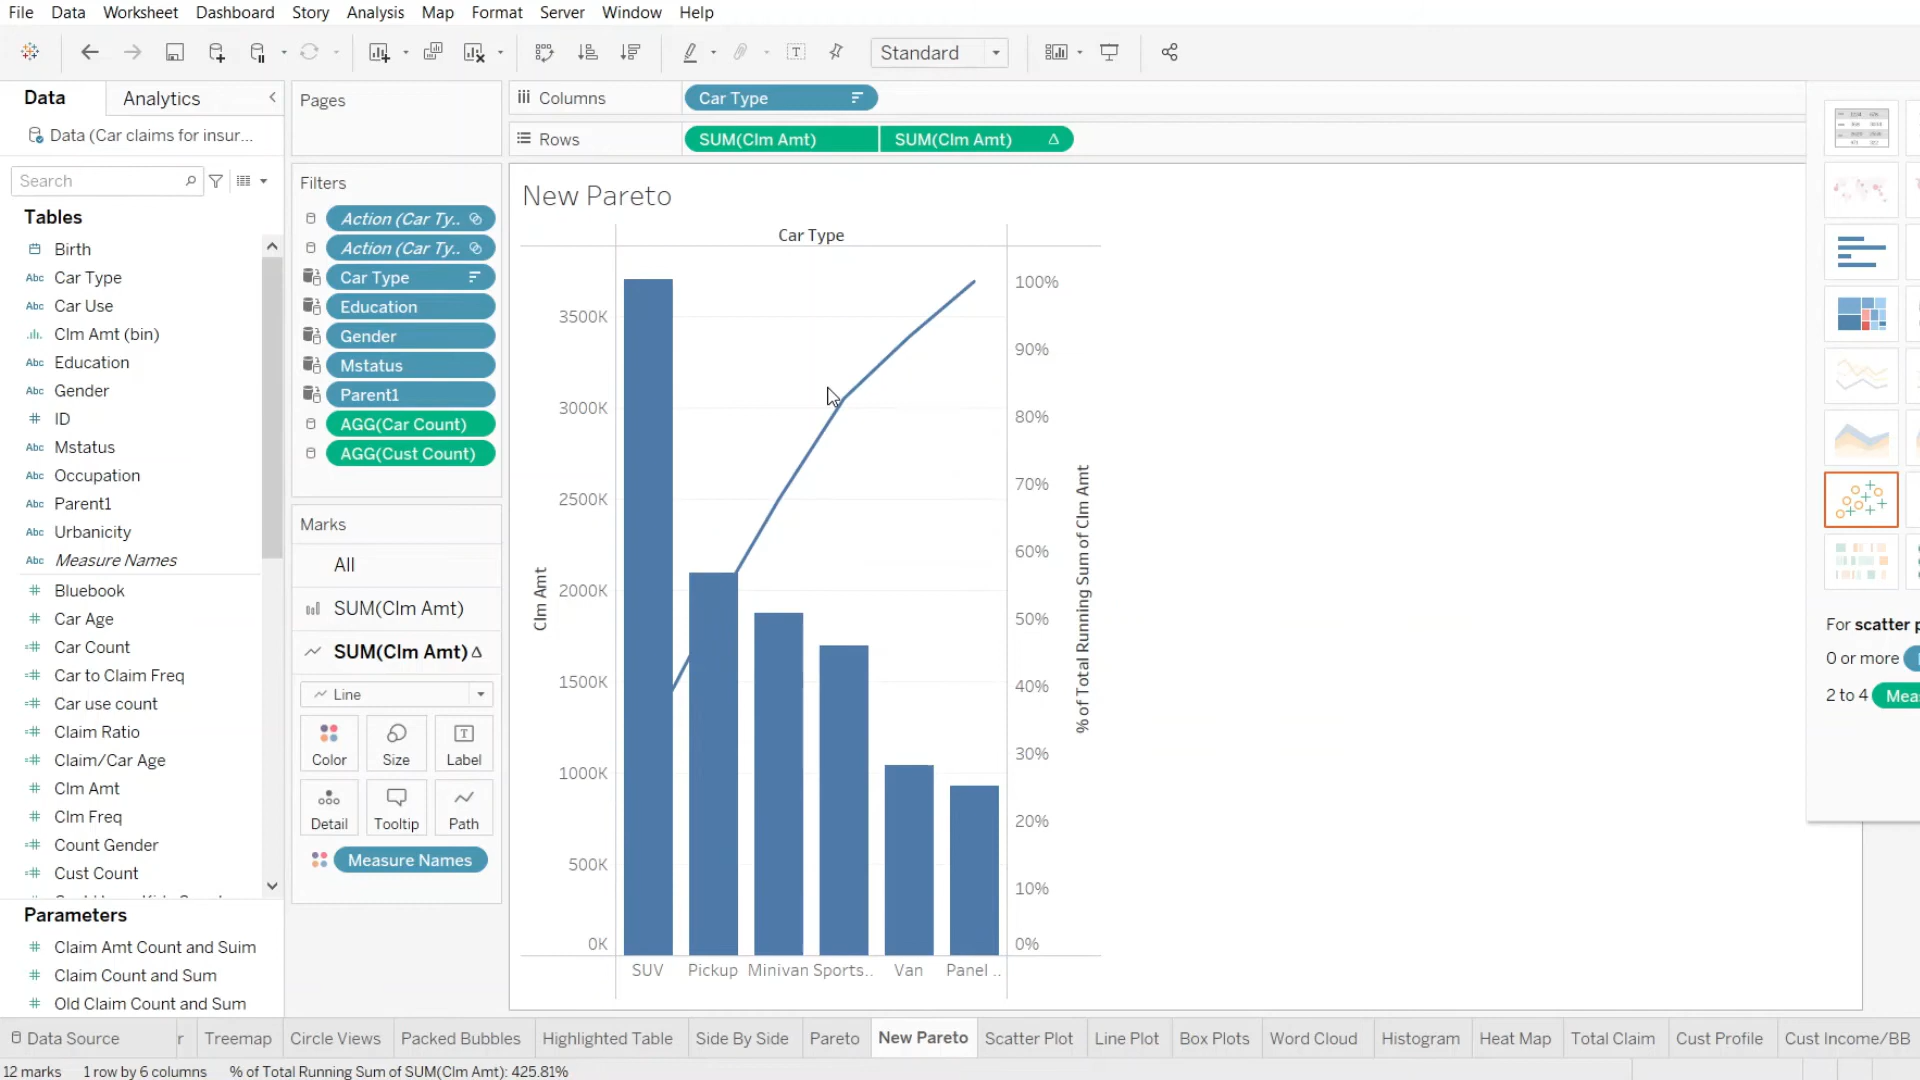 File Data Worksheet Dashboard Story Analysis Map Format Server Window Help
Standard
Data Analytics
Data (Car claims for insur...
Search
Tables
Birth
Abc Car Type
Abc Car Use
Clm Amt (bin)
Abc Education
Abc Gender
# ID
Abc Mstatus
Abc Occupation
Abc Parent1
Abc Urbanicity
Abc Measure Names
# Bluebook
# Car Age
=# Car Count
=# Car to Claim Freq
=# Car use count
=# Claim Ratio
=# Claim/Car Age
# Clm Amt
# Clm Freq
=# Count Gender
=# Cust Count
Parameters
# Claim Amt Count and Suim
# Claim Count and Sum
# Old Claim Count and Sum
Pages
Filters
Action (Car Ty..
Action (Car Ty..
Car Type
Education
Gender
Mstatus
Parent1
AGG(Car Count)
AGG(Cust Count)
Marks
All
SUM(Clm Amt)
SUM(Clm Amt) Δ
Line
Color Size Label
Detail Tooltip Path
Measure Names
Columns Car Type
Rows SUM(Clm Amt) SUM(Clm Amt) Δ
New Pareto
Car Type
Clm Amt
3500K
3000K
2500K
2000K
1500K
1000K
500K
0K
100%
90%
80%
70%
60%
50%
40%
30%
20%
10%
0%
% of Total Running Sum of Clm Amt
SUV Pickup Minivan Sports.. Van Panel ..
For scatter p
0 or more
2 to 4 Mea
Data Source r Treemap Circle Views Packed Bubbles Highlighted Table Side By Side Pareto New Pareto Scatter Plot Line Plot Box Plots Word Cloud Histogram Heat Map Total Claim Cust Profile Cust Income/BB
12 marks 1 row by 6 columns % of Total Running Sum of SUM(Clm Amt): 425.81%